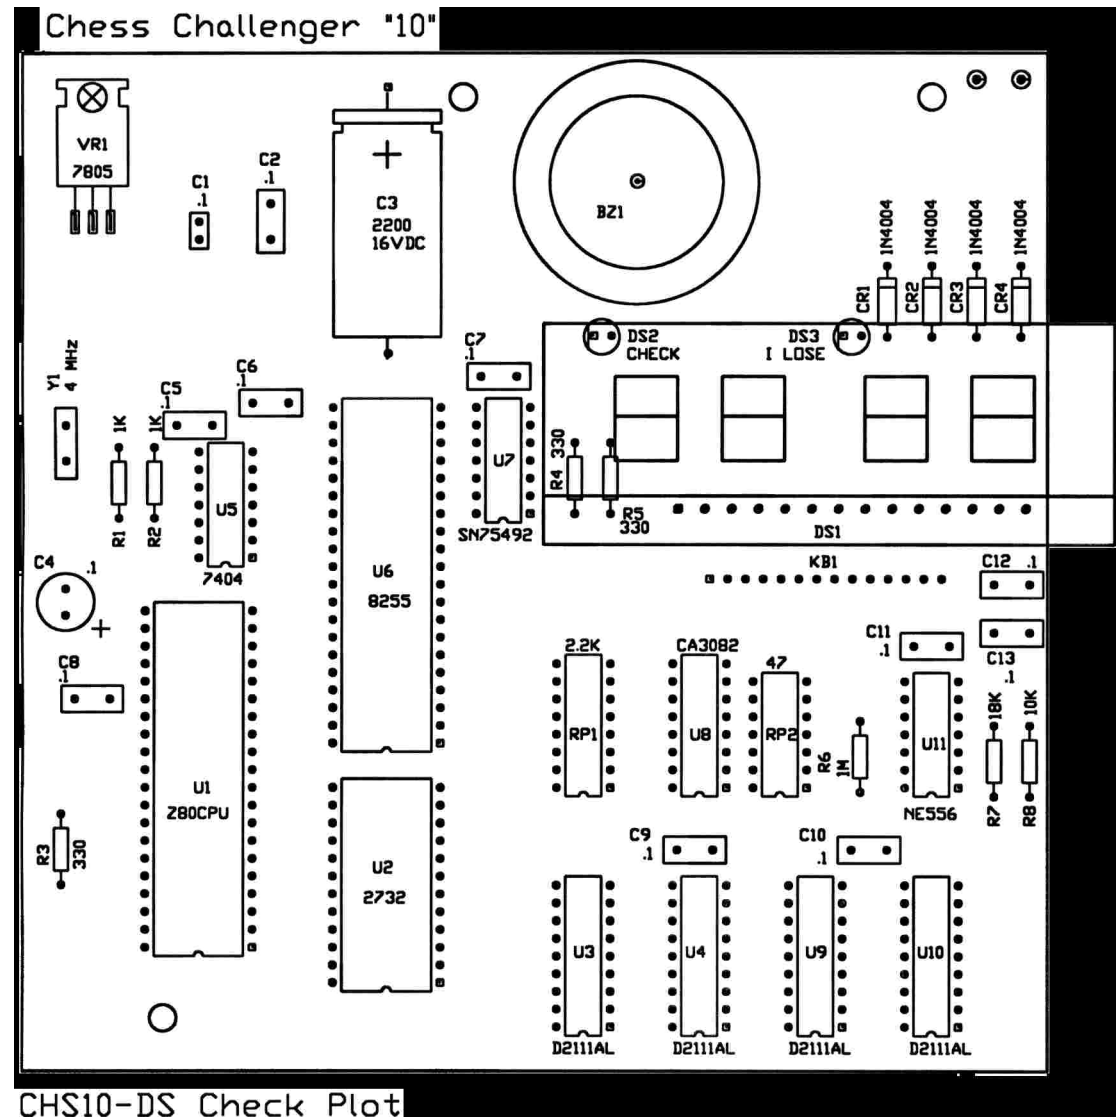 Chess Challenger "10"
VR1
7805
C1
.1
C2
.1
C3
2200
16VDC
BZ1
1N4004
1N4004
1N4004
1N4004
CR1
CR2
CR3
CR4
DS2
CHECK
DS3
I LOSE
Y1
4 MHz
C7
.1
C6
.1
C5
.1
1K
1K
R1
R2
U5
7404
U7
SN75492
330
R4
R5
330
DS1
KB1
C4
.1
U6
8255
C12
.1
C13
.1
C11
.1
C8
.1
2.2K
RP1
CA3082
U8
47
RP2
R6
1M
U11
NE556
18K
10K
R7
R8
U1
Z80CPU
R3
330
U2
2732
C9
.1
C10
.1
U3
U4
U9
U10
D2111AL
D2111AL
D2111AL
D2111AL
CHS10-DS Check Plot